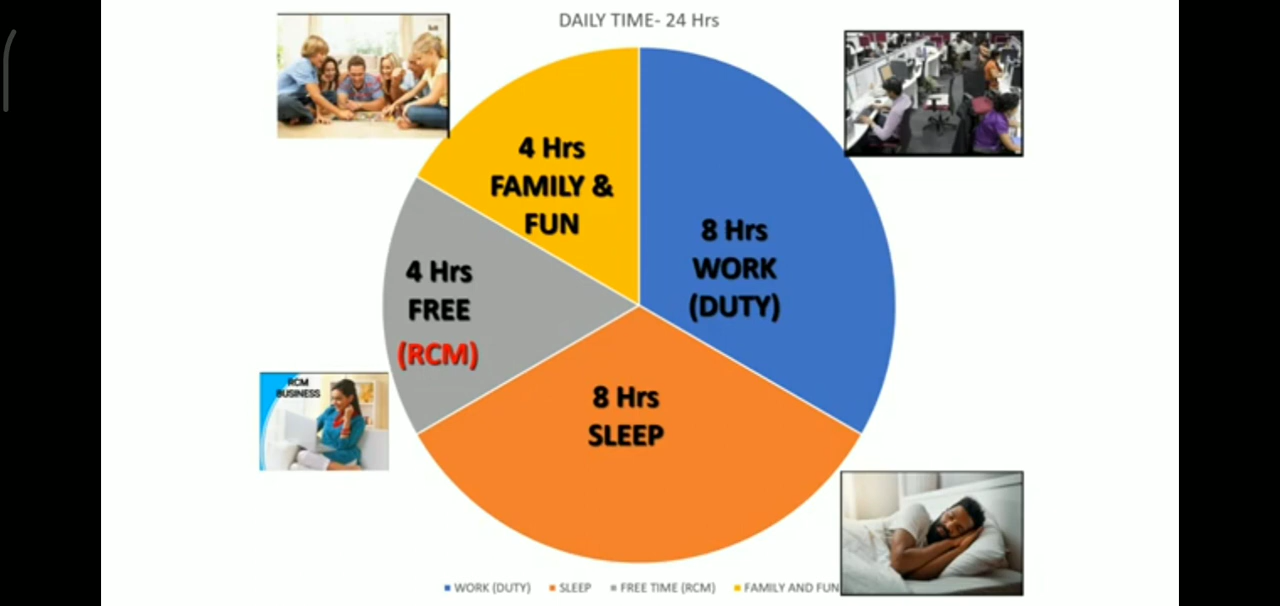 DAILY TIME- 24 Hrs
4 Hrs
FAMILY &
FUN
8 Hrs
WORK
(DUTY)
4 Hrs
FREE
(RCM)
RCM
BUSINESS
8 Hrs
SLEEP
WORK (DUTY)
SLEEP
FREE TIME (RCM)
FAMILY AND FUN